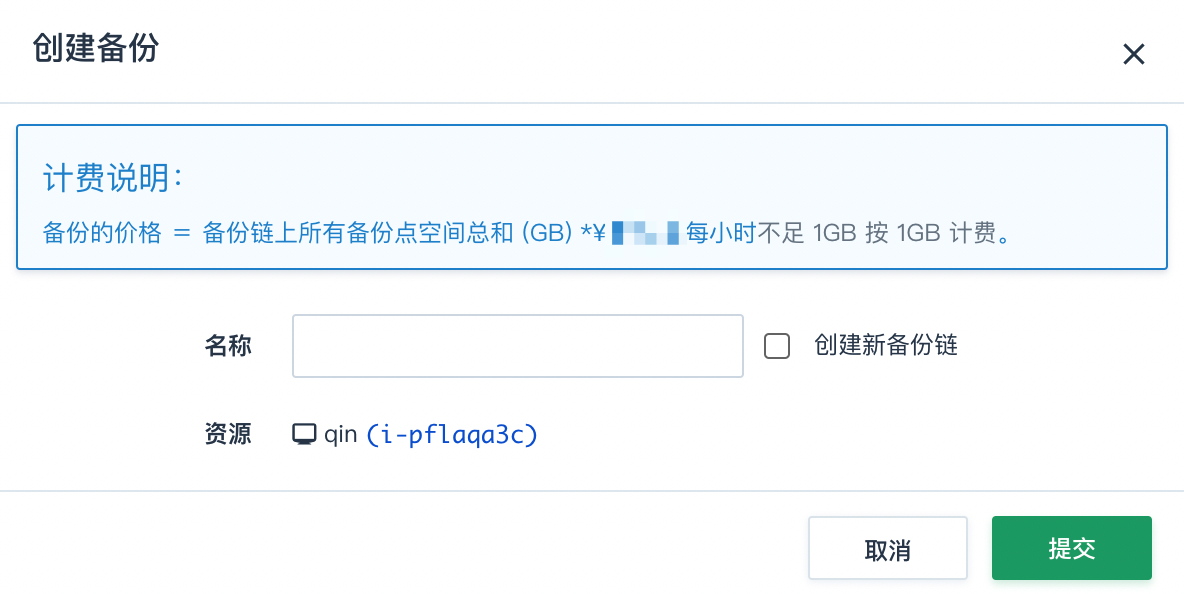 创建备份
计费说明：
备份的价格 = 备份链上所有备份点空间总和 (GB) *¥ 每小时不足 1GB 按 1GB 计费。
名称 创建新备份链
资源 qin (i-pflaqa3c)
取消 提交